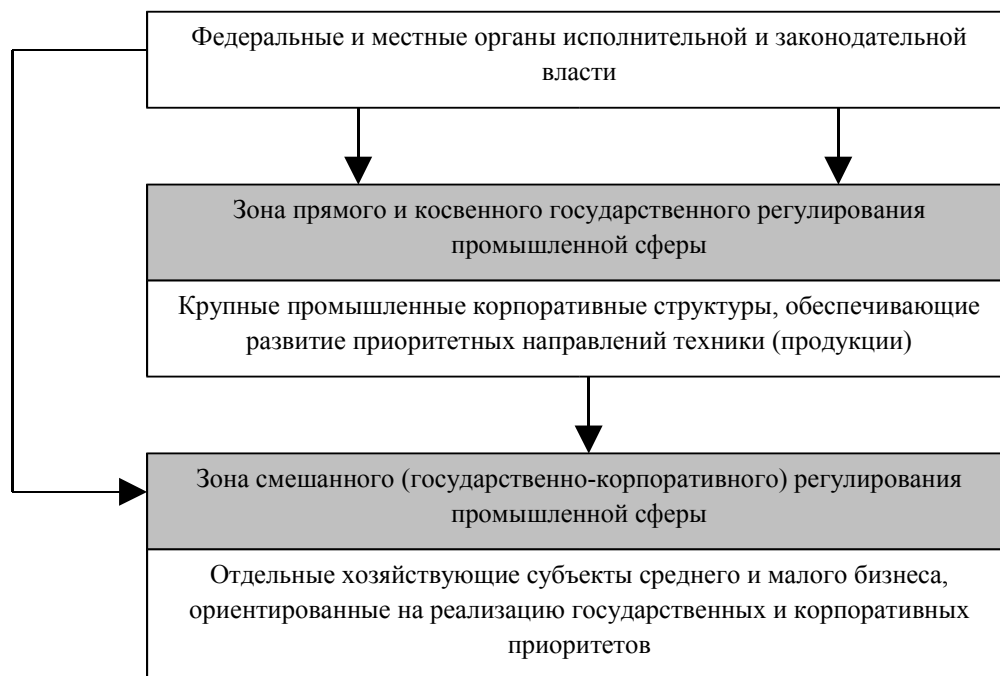 Федеральные и местные органы исполнительной и законодательной
власти
Зона прямого и косвенного государственного регулирования
промышленной сферы
Крупные промышленные корпоративные структуры, обеспечивающие
развитие приоритетных направлений техники (продукции)
Зона смешанного (государственно-корпоративного) регулирования
промышленной сферы
Отдельные хозяйствующие субъекты среднего и малого бизнеса,
ориентированные на реализацию государственных и корпоративных
приоритетов